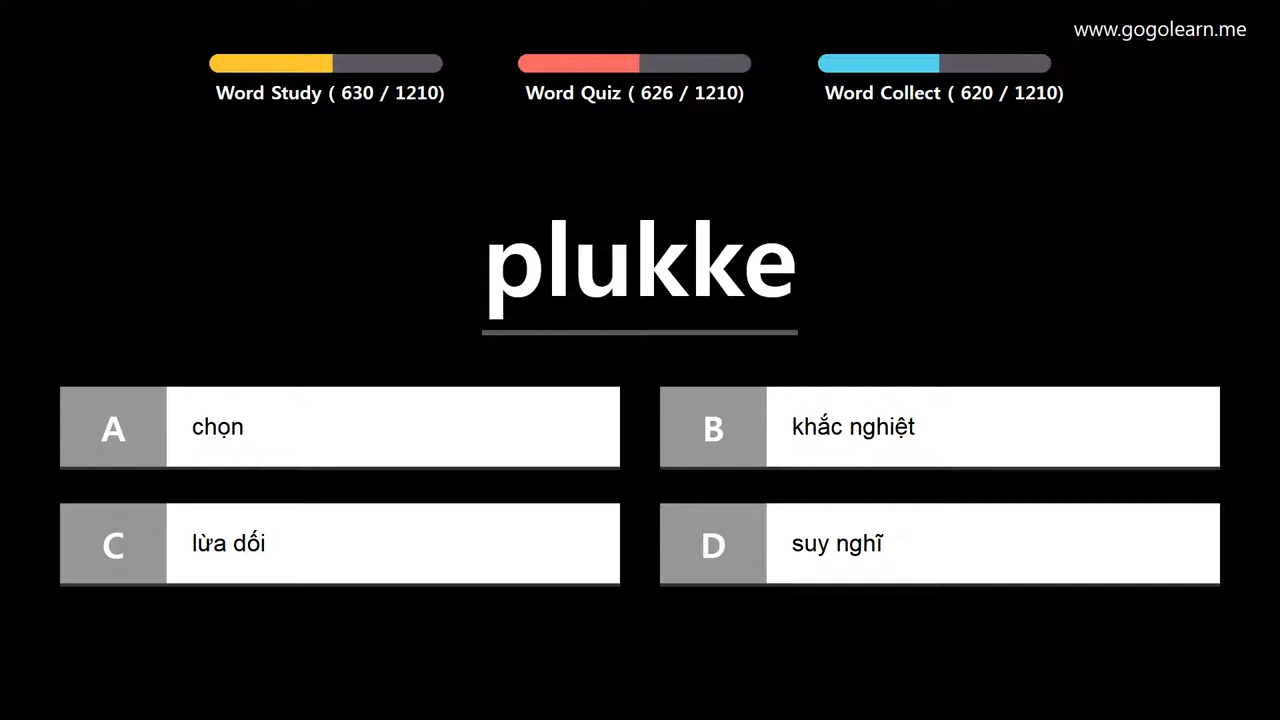 www.gogolearn.me
Word Study ( 630 / 1210)
Word Quiz ( 626 / 1210)
Word Collect ( 620 / 1210)
plukke
A chọn
B khắc nghiệt
C lừa dối
D suy nghĩ